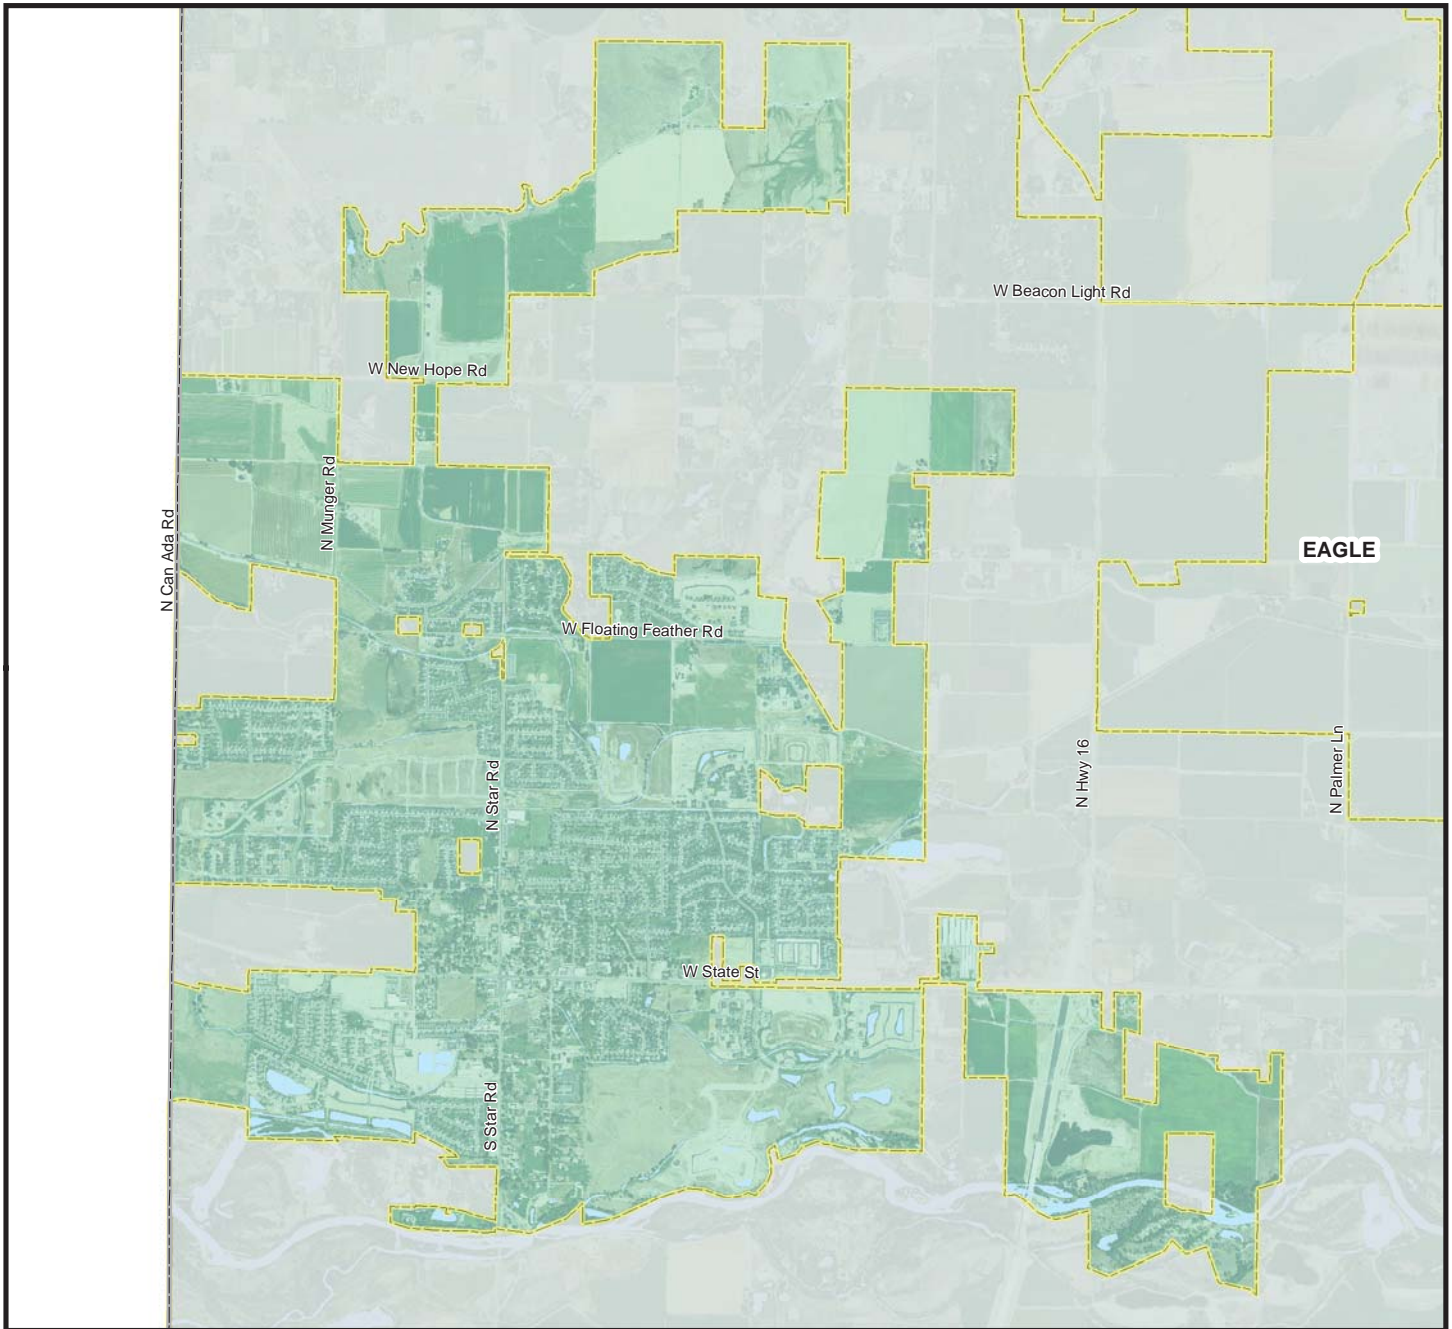 W Beacon Light Rd
W New Hope Rd
N Munger Rd
N Can Ada Rd
EAGLE
W Floating Feather Rd
N Star Rd
N Hwy 16
N Palmer Ln
W State St
S Star Rd